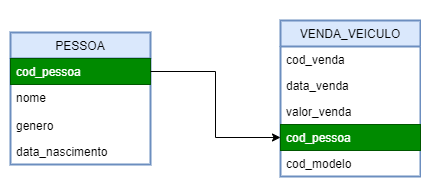 PESSOA
cod_pessoa
nome
genero
data_nascimento
VENDA_VEICULO
cod_venda
data_venda
valor_venda
cod_pessoa
cod_modelo